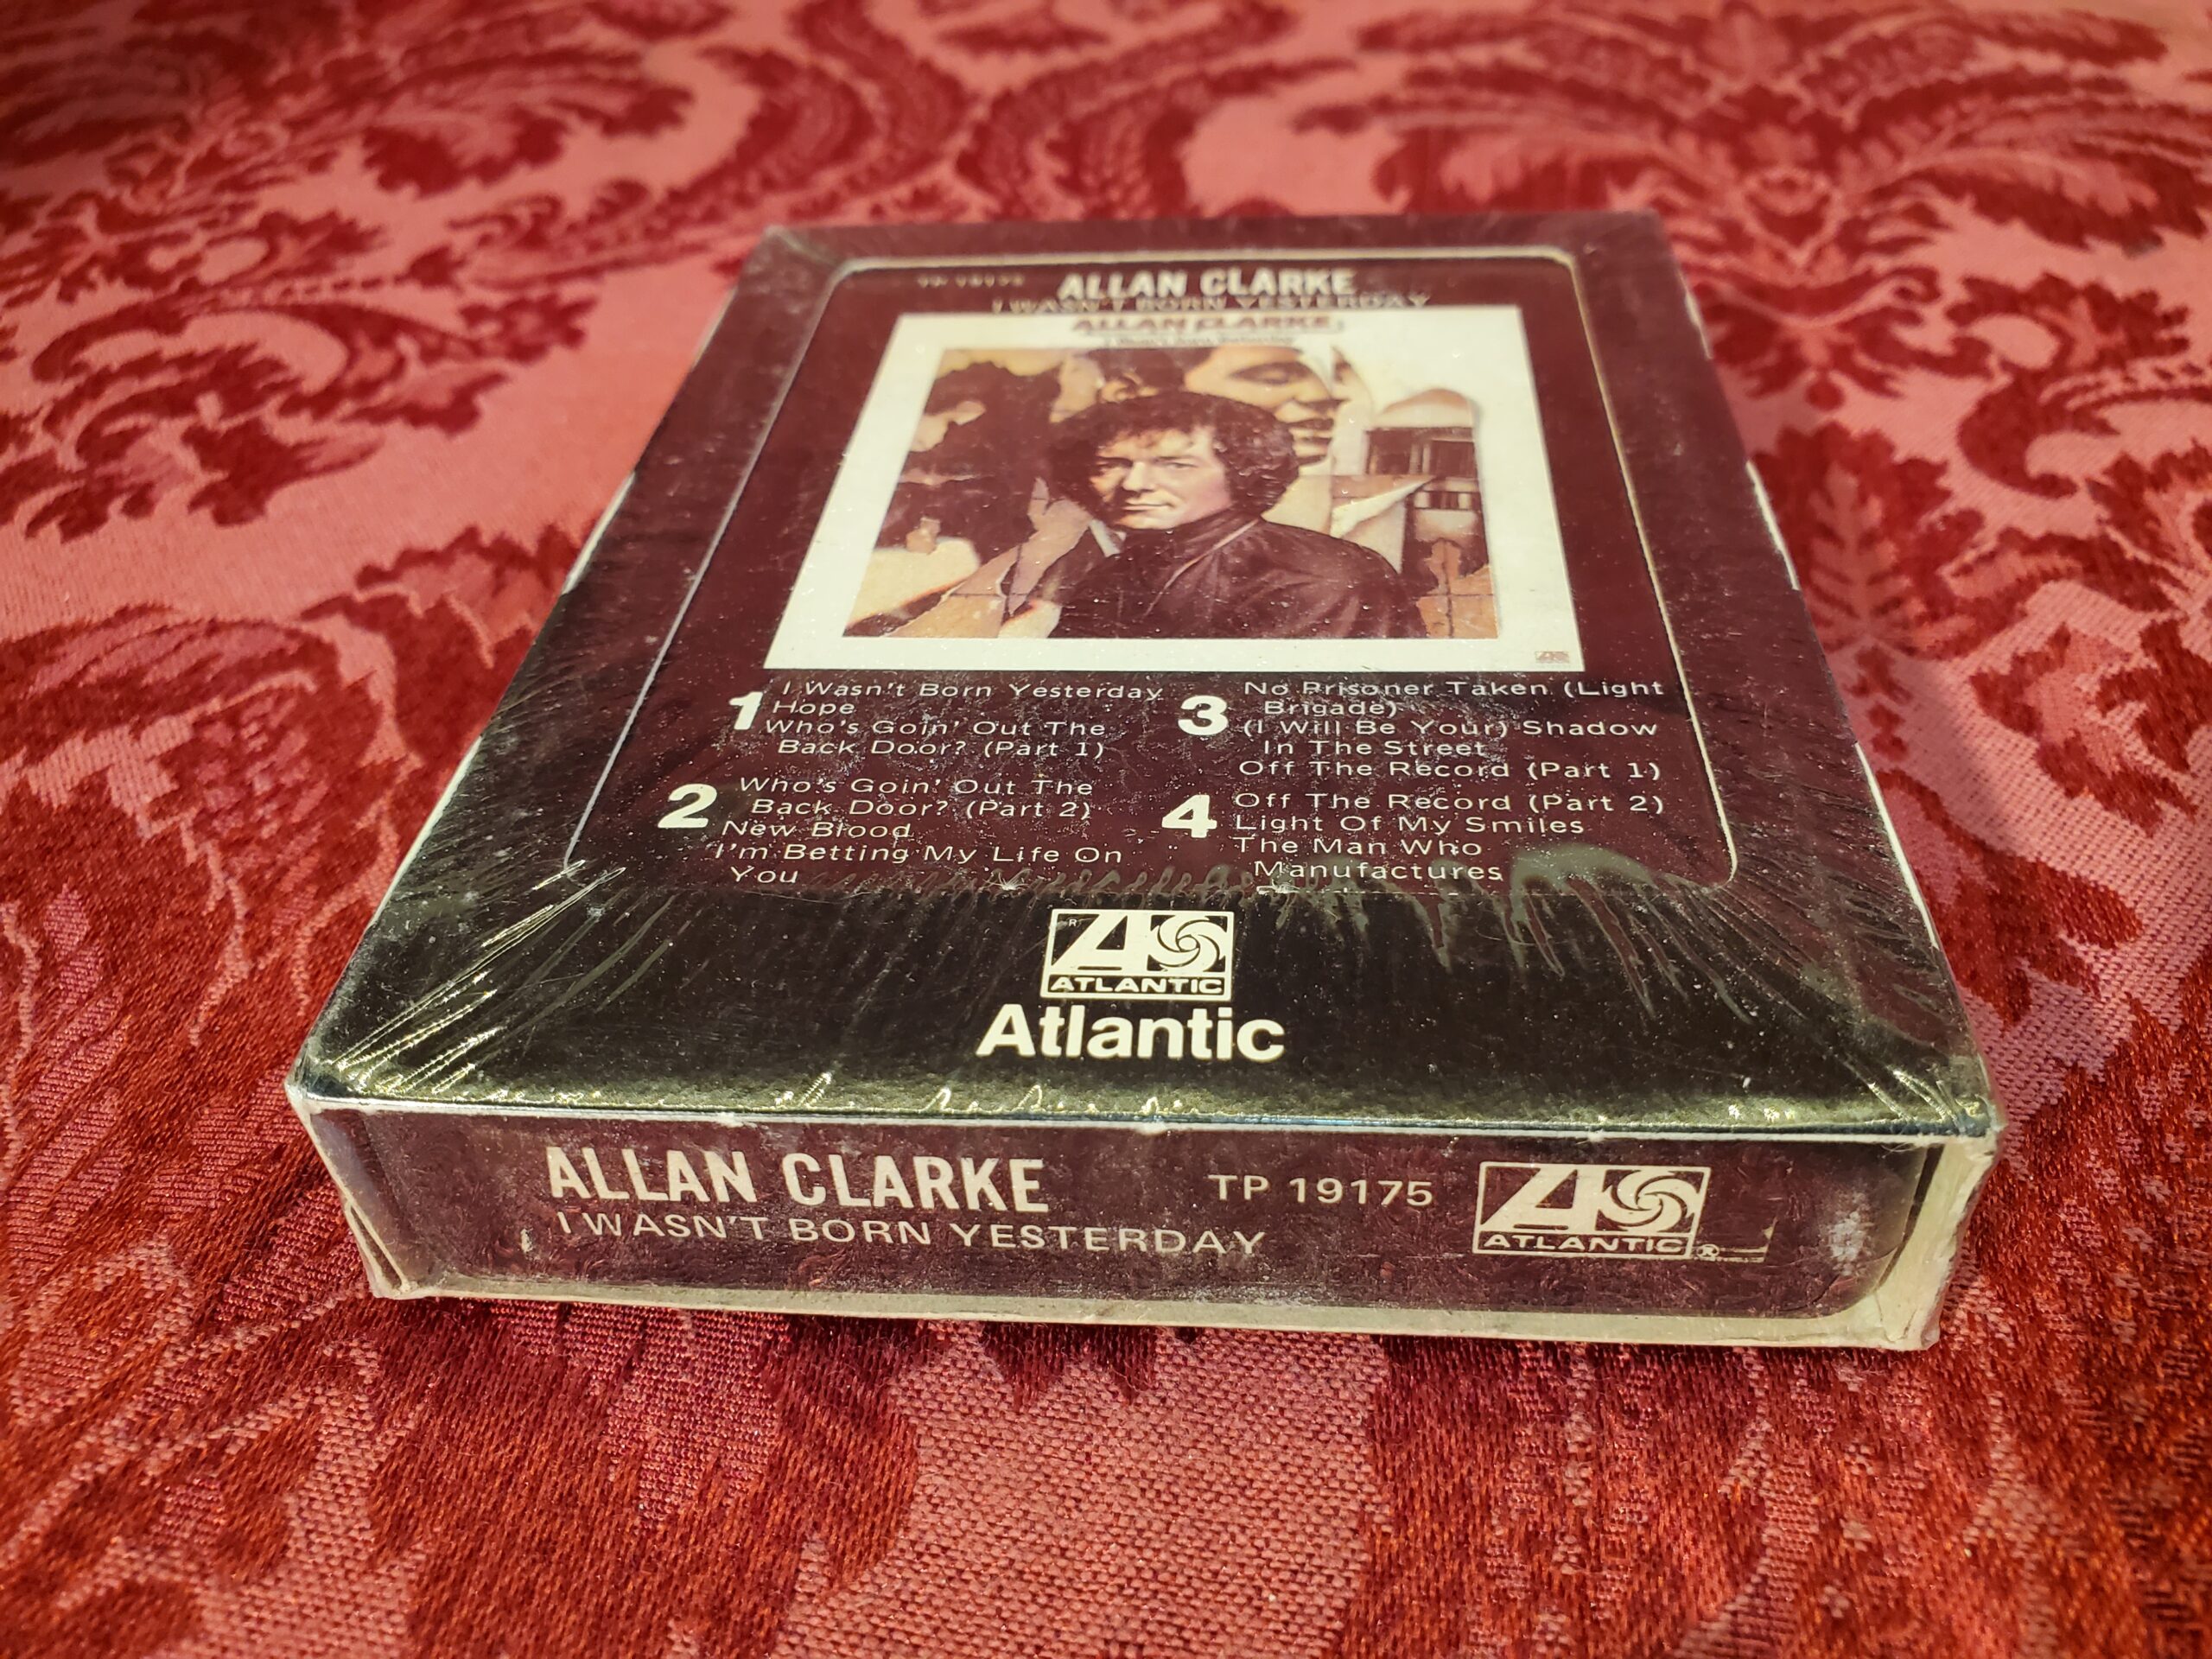 TP 19175
ALLAN CLARKE
I WASN'T BORN YESTERDAY
ALLAN CLARKE
1
I Wasn't Born Yesterday
Hope
Who's Goin' Out The
Back Door? (Part 1)
2
Who's Goin' Out The
Back Door? (Part 2)
New Blood
I'm Betting My Life On
You
3
No Prisoner Taken (Light
Brigade)
(I Will Be Your) Shadow
In The Street
Off The Record (Part 1)
4
Off The Record (Part 2)
Light Of My Smiles
The Man Who
Manufactures
R
ATLANTIC
Atlantic
ALLAN CLARKE
I WASN'T BORN YESTERDAY
TP 19175
ATLANTIC ®